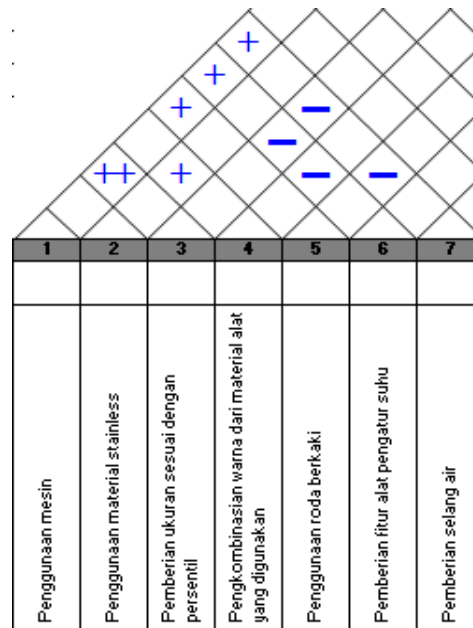 +
+
+
—
—
++
+
—
—
1 2 3 4 5 6 7
Penggunaan mesin
Penggunaan material stainless
Pemberian ukuran sesuai dengan
persentil
Pengkombinasian warna dari material alat
yang digunakan
Penggunaan roda berkaki
Pemberian fitur alat pengatur suhu
Pemberian selang air